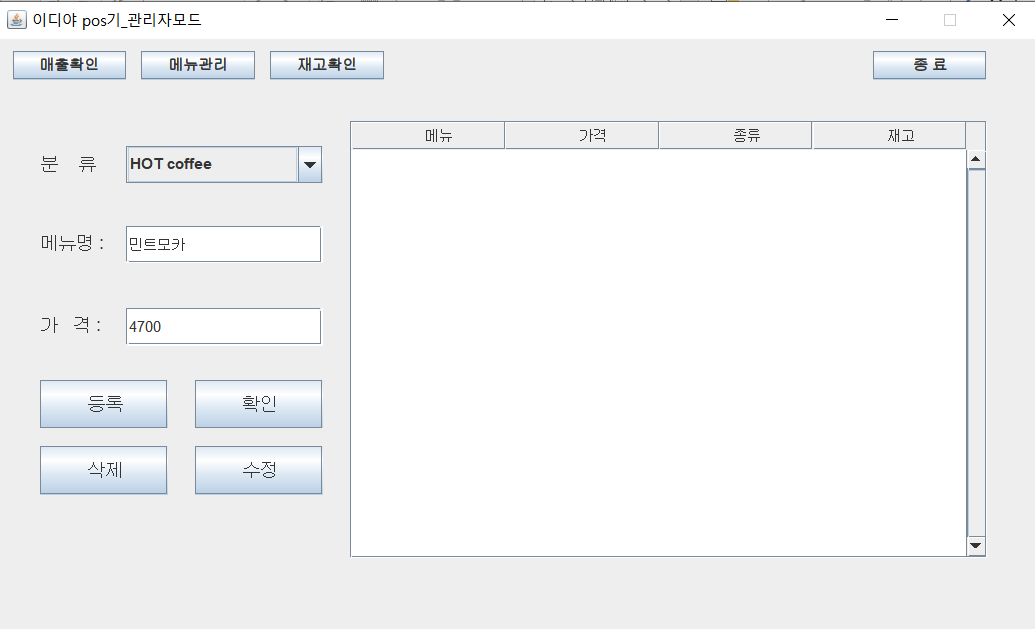 이디야 pos기_관리자모드
매출확인 메뉴관리 재고확인 종 료
메뉴 가격 종류 재고
분 류 HOT coffee
메뉴명 : 민트모카
가 격 : 4700
등록 확인
삭제 수정